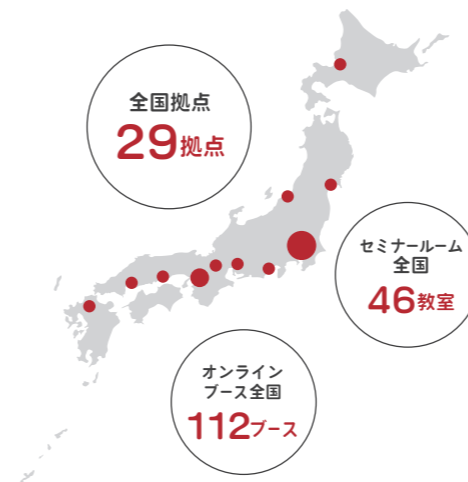 全国拠点
29拠点
セミナールーム
全国
46教室
オンライン
ブース全国
112ブース